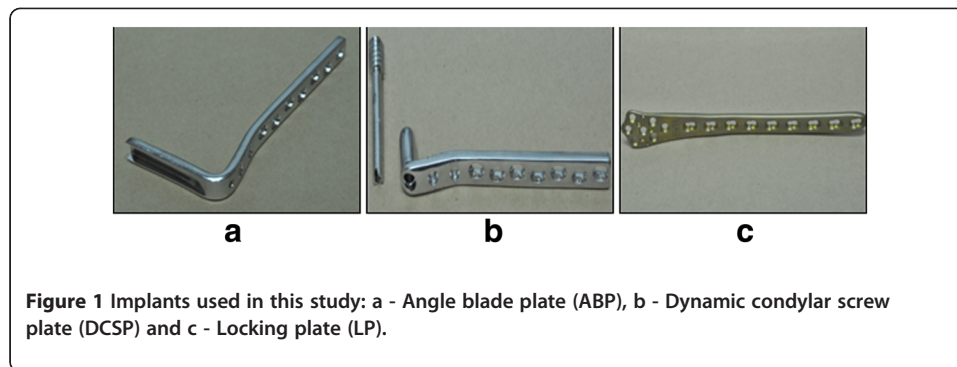 a b c
Figure 1 Implants used in this study: a - Angle blade plate (ABP), b - Dynamic condylar screw
plate (DCSP) and c - Locking plate (LP).